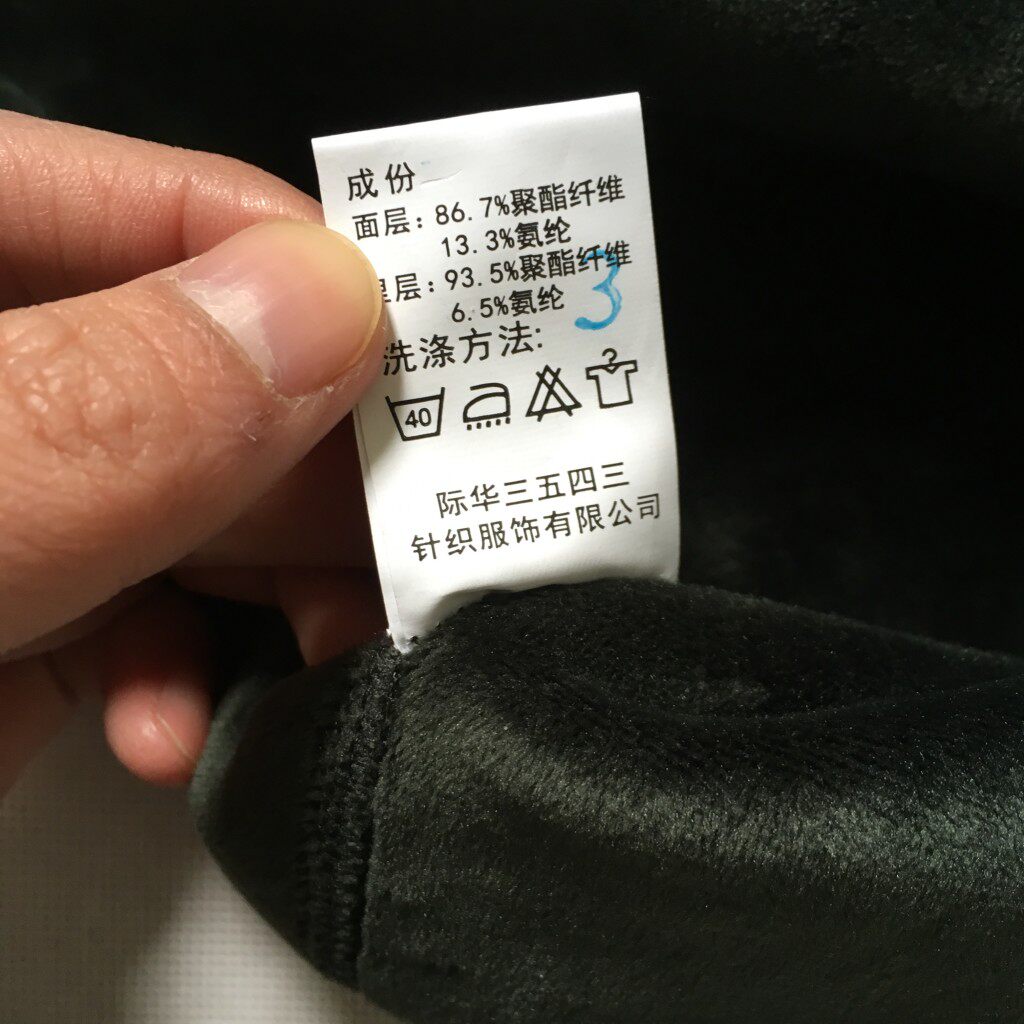 成份
面层：86.7%聚酯纤维
13.3%氨纶
层：93.5%聚酯纤维
6.5%氨纶
3
洗涤方法：
40
际华三五四三
针织服饰有限公司